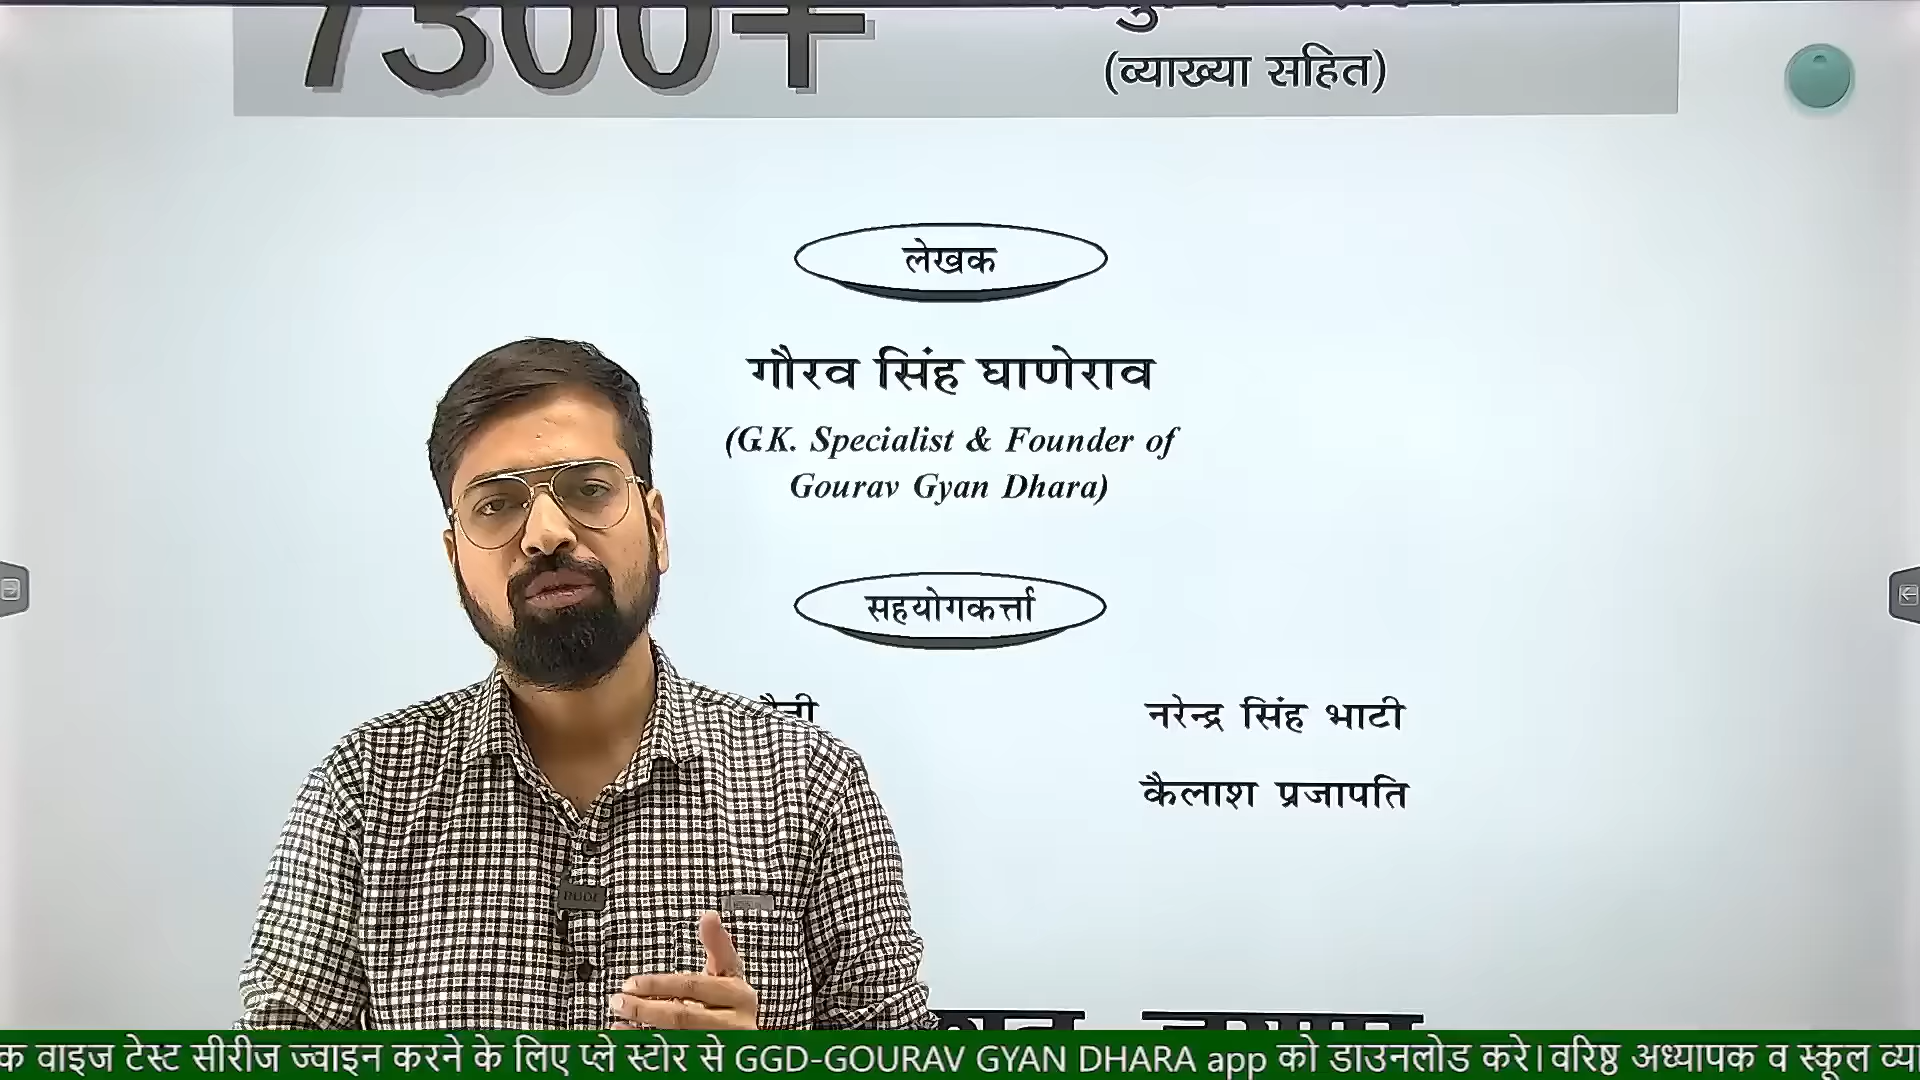 7300+
(व्याख्या सहित)
लेखक
गौरव सिंह घाणेराव
(G.K. Specialist & Founder of
Gourav Gyan Dhara)
सहयोगकर्त्ता
नरेन्द्र सिंह भाटी
कैलाश प्रजापति
वाइज टेस्ट सीरीज ज्वाइन करने के लिए प्ले स्टोर से GGD-GOURAV GYAN DHARA app को डाउनलोड करे।वरिष्ठ अध्यापक व स्कूल